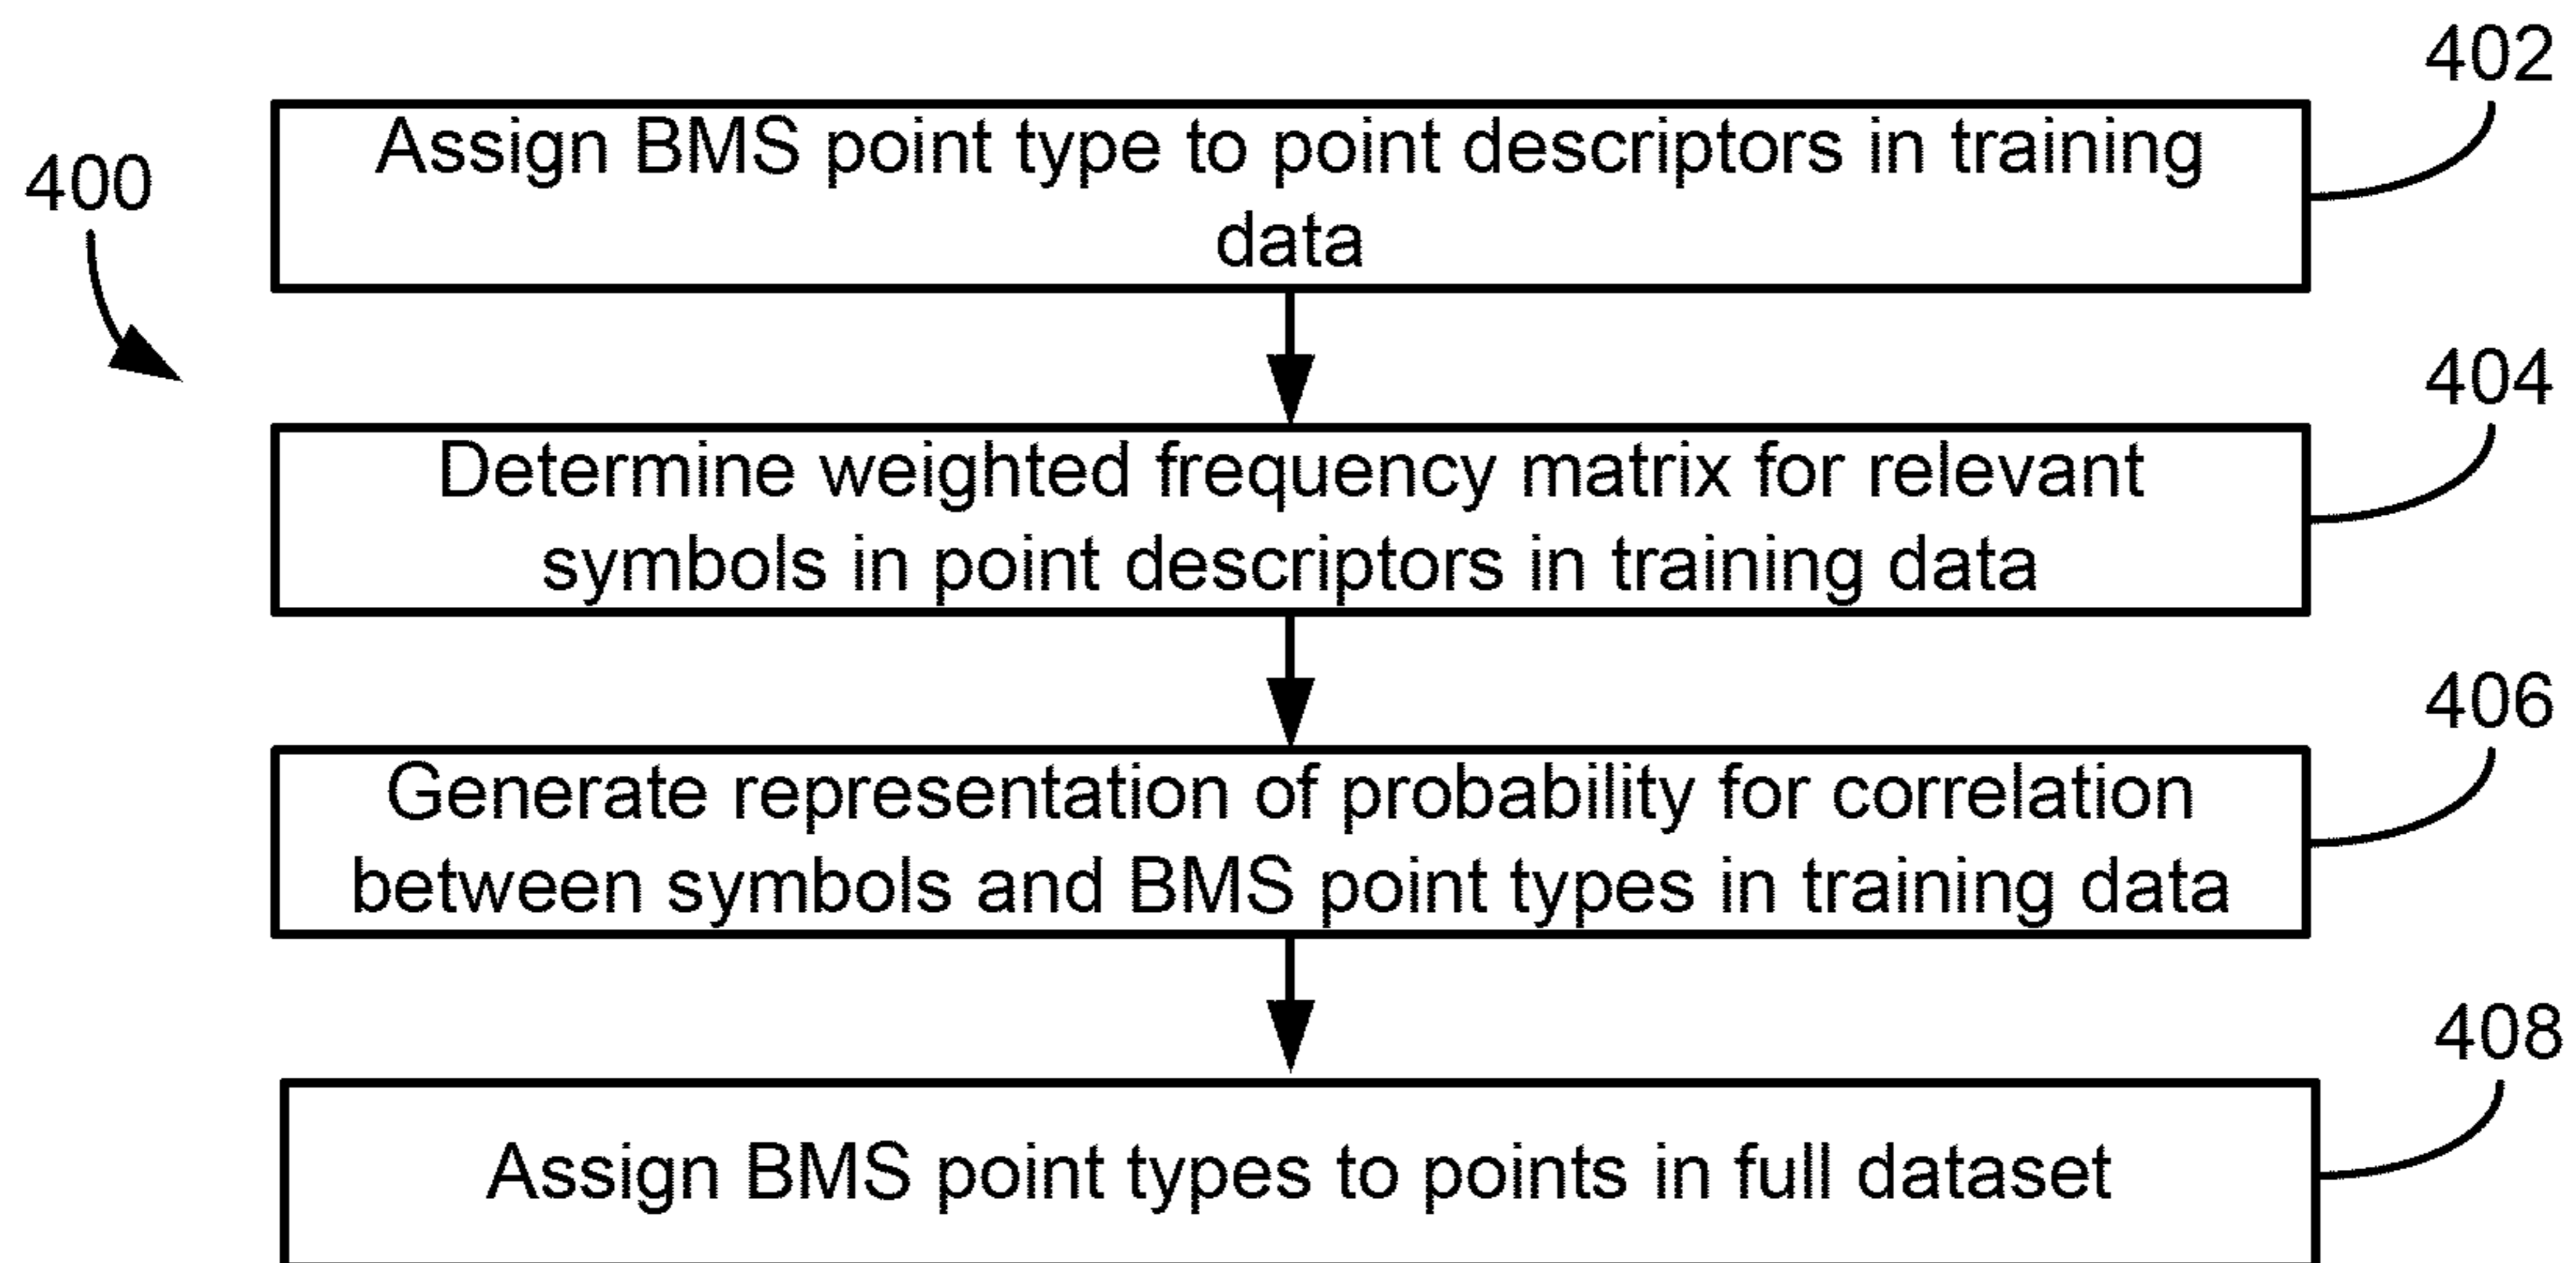 402
Assign BMS point type to point descriptors in training
data
400
404
Determine weighted frequency matrix for relevant
symbols in point descriptors in training data
406
Generate representation of probability for correlation
between symbols and BMS point types in training data
408
Assign BMS point types to points in full dataset